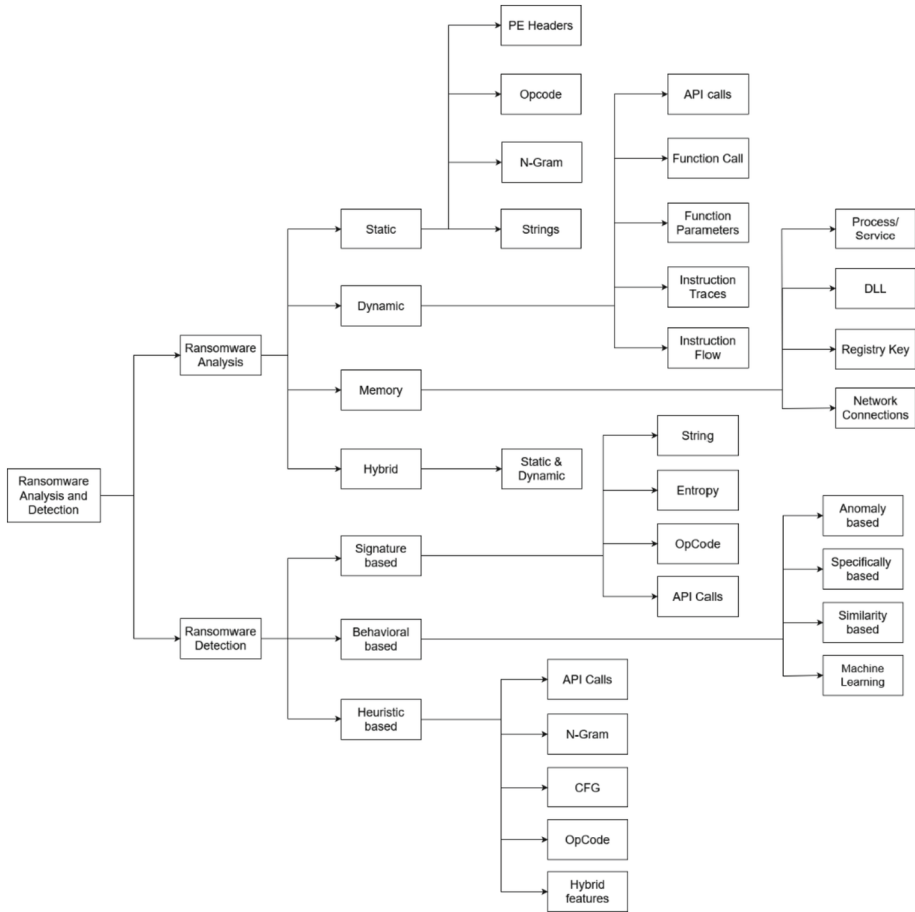 Ransomware
Analysis and
Detection
Ransomware
Analysis
Static
PE Headers
Opcode
N-Gram
Strings
Dynamic
API calls
Function Call
Function
Parameters
Instruction
Traces
Instruction
Flow
Memory
Process/
Service
DLL
Registry Key
Network
Connections
Hybrid
Static &
Dynamic
Ransomware
Detection
Signature
based
String
Entropy
OpCode
API Calls
Behavioral
based
Anomaly
based
Specifically
based
Similarity
based
Machine
Learning
Heuristic
based
API Calls
N-Gram
CFG
OpCode
Hybrid
features